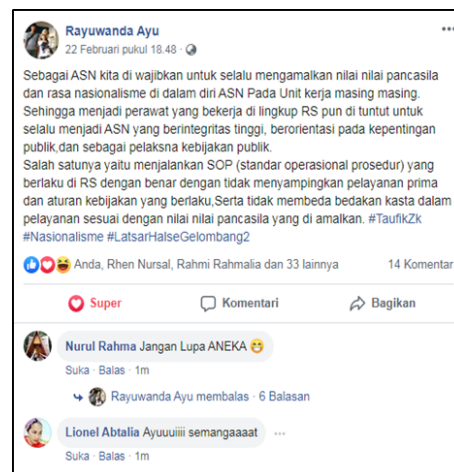 Rayuwanda Ayu
22 Februari pukul 18.48 ·
Sebagai ASN kita di wajibkan untuk selalu mengamalkan nilai nilai pancasila
dan rasa nasionalisme di dalam diri ASN Pada Unit kerja masing masing.
Sehingga menjadi perawat yang bekerja di lingkup RS pun di tuntut untuk
selalu menjadi ASN yang berintegritas tinggi, berorientasi pada kepentingan
publik,dan sebagai pelaksna kebijakan publik.
Salah satunya yaitu menjalankan SOP (standar operasional prosedur) yang
berlaku di RS dengan benar dengan tidak menyampingkan pelayanan prima
dan aturan kebijakan yang berlaku,Serta tidak membeda bedakan kasta dalam
pelayanan sesuai dengan nilai nilai pancasila yang di amalkan. #TaufikZk
#Nasionalisme #LatsarHalseGelombang2
Anda, Rhen Nursal, Rahmi Rahmalia dan 33 lainnya 14 Komentar
Super Komentari Bagikan
Nurul Rahma Jangan Lupa ANEKA 😁
Suka · Balas · 1m
Rayuwanda Ayu membalas · 6 Balasan
Lionel Abtalia Ayuuuiiii semangaaaat
Suka · Balas · 1m